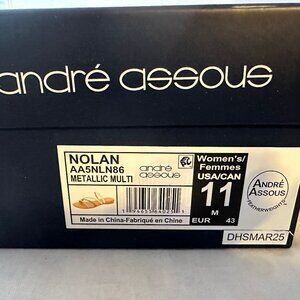 andré assous
NOLAN
AA5NLN86
METALLIC MULTI
andré
assous
Women's/
Femmes
USA/CAN
11
M
EUR 43
Made in China-Fabriqué en Chine
ANDRÉ
ASSOUS
FEATHERWEIGHTS
DHSMAR25